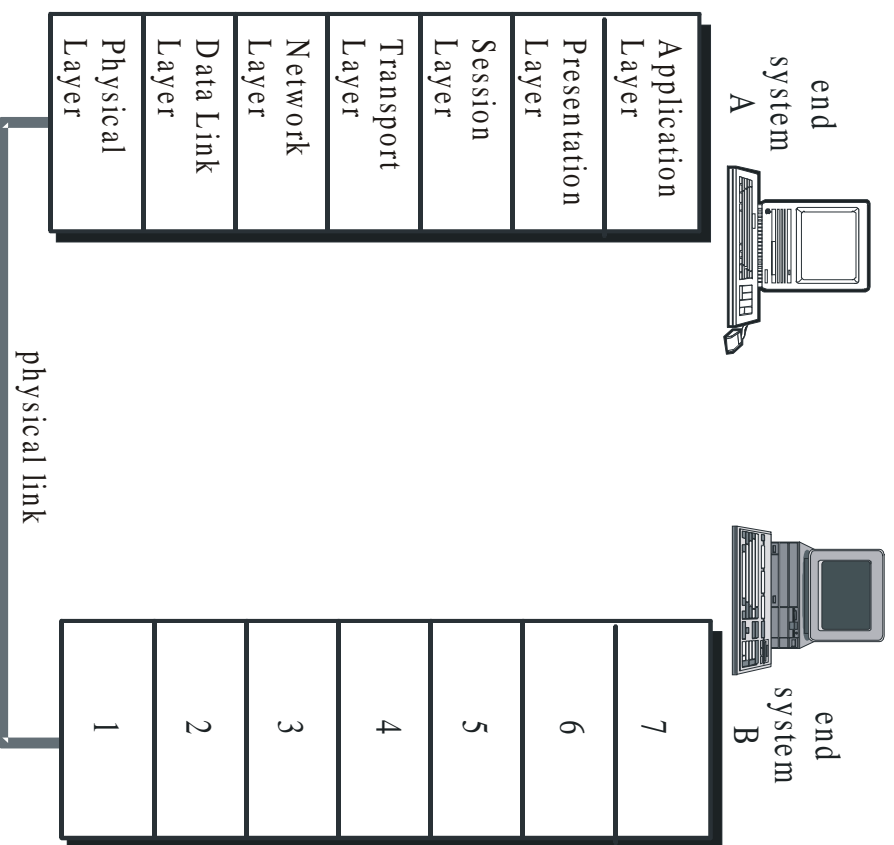 end
system
A
end
system
B
Application
Layer
Presentation
Layer
Session
Layer
Transport
Layer
Network
Layer
Data Link
Layer
Physical
Layer
7
6
5
4
3
2
1
physical link